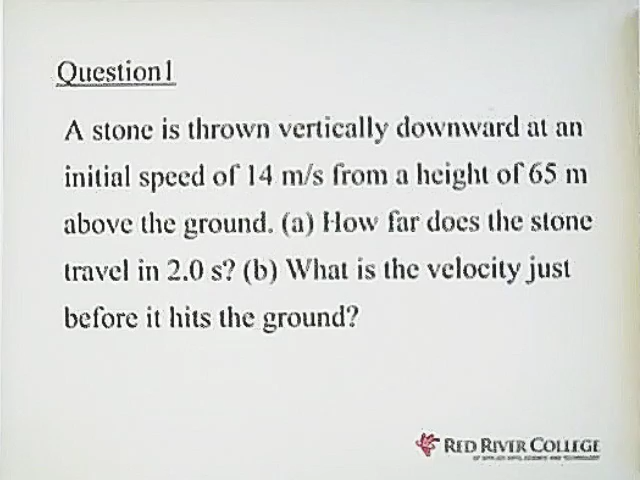 Question1
A stone is thrown vertically downward at an
initial speed of 14 m/s from a height of 65 m
above the ground. (a) How far does the stone
travel in 2.0 s? (b) What is the velocity just
before it hits the ground?
RED RIVER COLLEGE